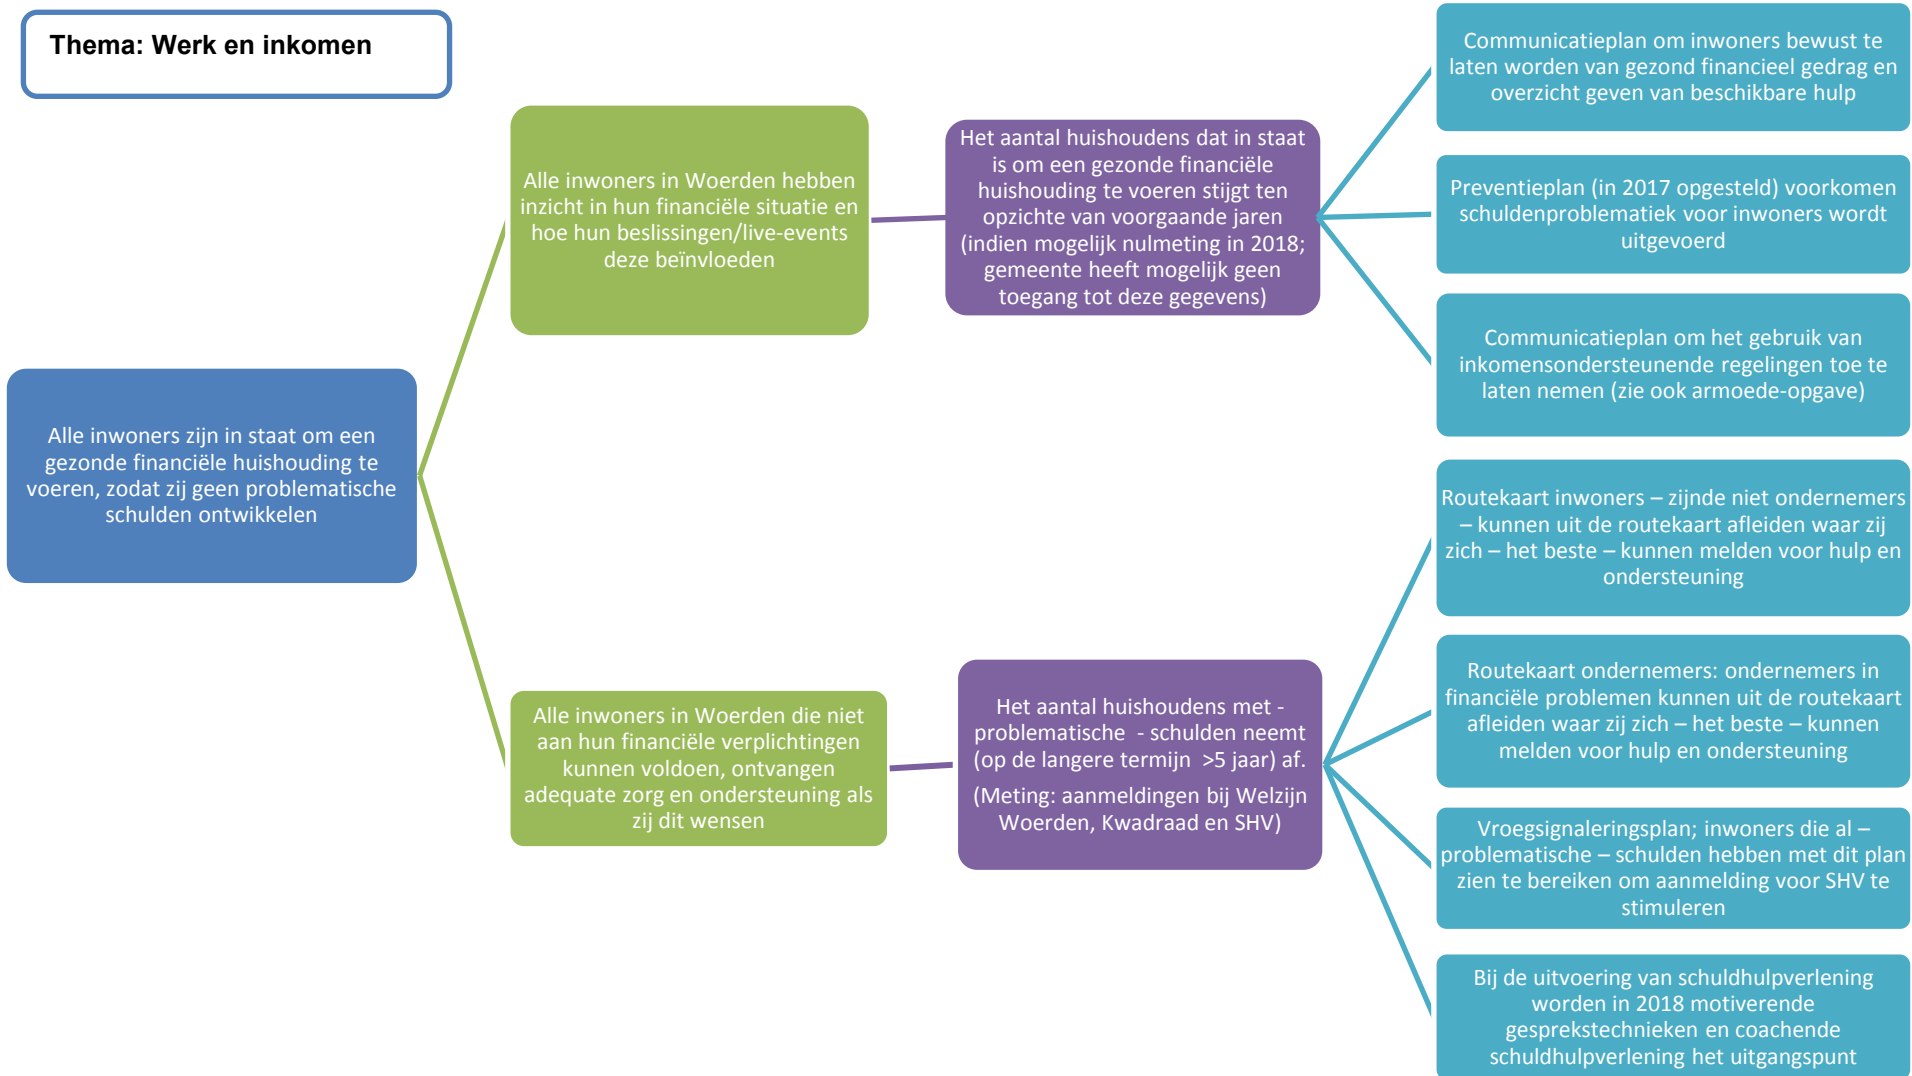 Thema: Werk en inkomen
Alle inwoners zijn in staat om een
gezonde financiële huishouding te
voeren, zodat zij geen problematische
schulden ontwikkelen
Alle inwoners in Woerden hebben
inzicht in hun financiële situatie en
hoe hun beslissingen/live-events
deze beïnvloeden
Het aantal huishoudens dat in staat
is om een gezonde financiële
huishouding te voeren stijgt ten
opzichte van voorgaande jaren
(indien mogelijk nulmeting in 2018;
gemeente heeft mogelijk geen
toegang tot deze gegevens)
Communicatieplan om inwoners bewust te
laten worden van gezond financieel gedrag en
overzicht geven van beschikbare hulp
Preventieplan (in 2017 opgesteld) voorkomen
schuldenproblematiek voor inwoners wordt
uitgevoerd
Communicatieplan om het gebruik van
inkomensondersteunende regelingen toe te
laten nemen (zie ook armoede-opgave)
Alle inwoners in Woerden die niet
aan hun financiële verplichtingen
kunnen voldoen, ontvangen
adequate zorg en ondersteuning als
zij dit wensen
Het aantal huishoudens met -
problematische  - schulden neemt
(op de langere termijn  >5 jaar) af.
(Meting: aanmeldingen bij Welzijn
Woerden, Kwadraad en SHV)
Routekaart inwoners – zijnde niet ondernemers
– kunnen uit de routekaart afleiden waar zij
zich – het beste – kunnen melden voor hulp en
ondersteuning
Routekaart ondernemers: ondernemers in
financiële problemen kunnen uit de routekaart
afleiden waar zij zich – het beste – kunnen
melden voor hulp en ondersteuning
Vroegsignaleringsplan; inwoners die al –
problematische – schulden hebben met dit plan
zien te bereiken om aanmelding voor SHV te
stimuleren
Bij de uitvoering van schuldhulpverlening
worden in 2018 motiverende
gesprekstechnieken en coachende
schuldhulpverlening het uitgangspunt